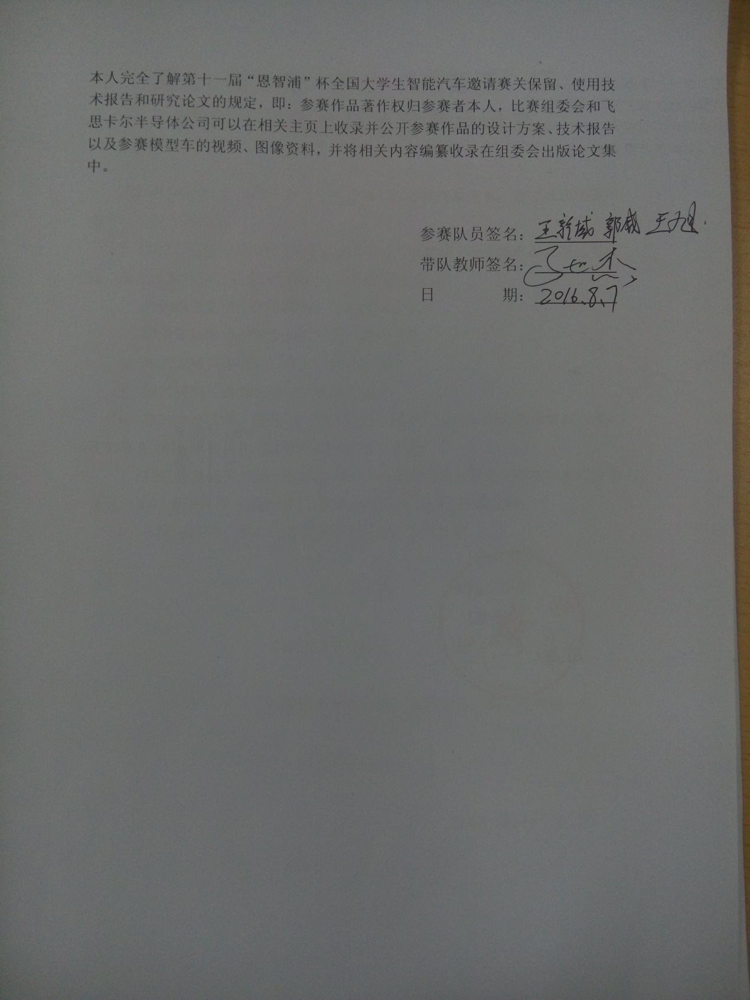 本人完全了解第十一届“恩智浦”杯全国大学生智能汽车邀请赛关保留、使用技
术报告和研究论文的规定，即：参赛作品著作权归参赛者本人，比赛组委会和飞
思卡尔半导体公司可以在相关主页上收录并公开参赛作品的设计方案、技术报告
以及参赛模型车的视频、图像资料，并将相关内容编纂收录在组委会出版论文集
中。
参赛队员签名： 郭威 王旭
带队教师签名：
日 期：2016.8.7